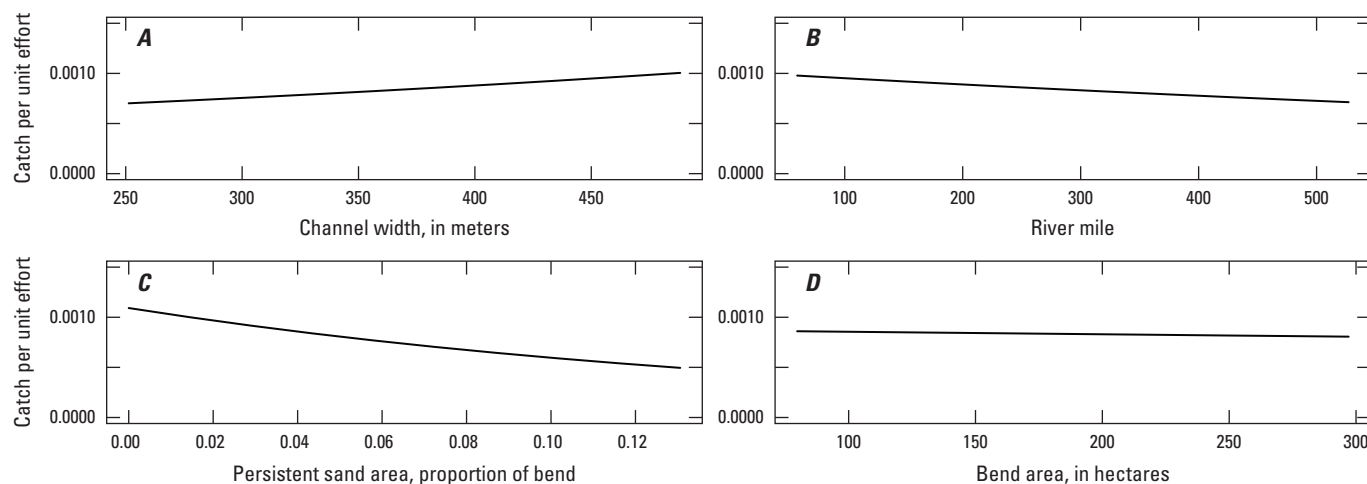 A
B
Catch per unit effort
0.0010
0.0000
0.0010
0.0000
250 300 350 400 450
100 200 300 400 500
Channel width, in meters
River mile
C
D
Catch per unit effort
0.0010
0.0000
0.0010
0.0000
0.00 0.02 0.04 0.06 0.08 0.10 0.12
100 150 200 250 300
Persistent sand area, proportion of bend
Bend area, in hectares